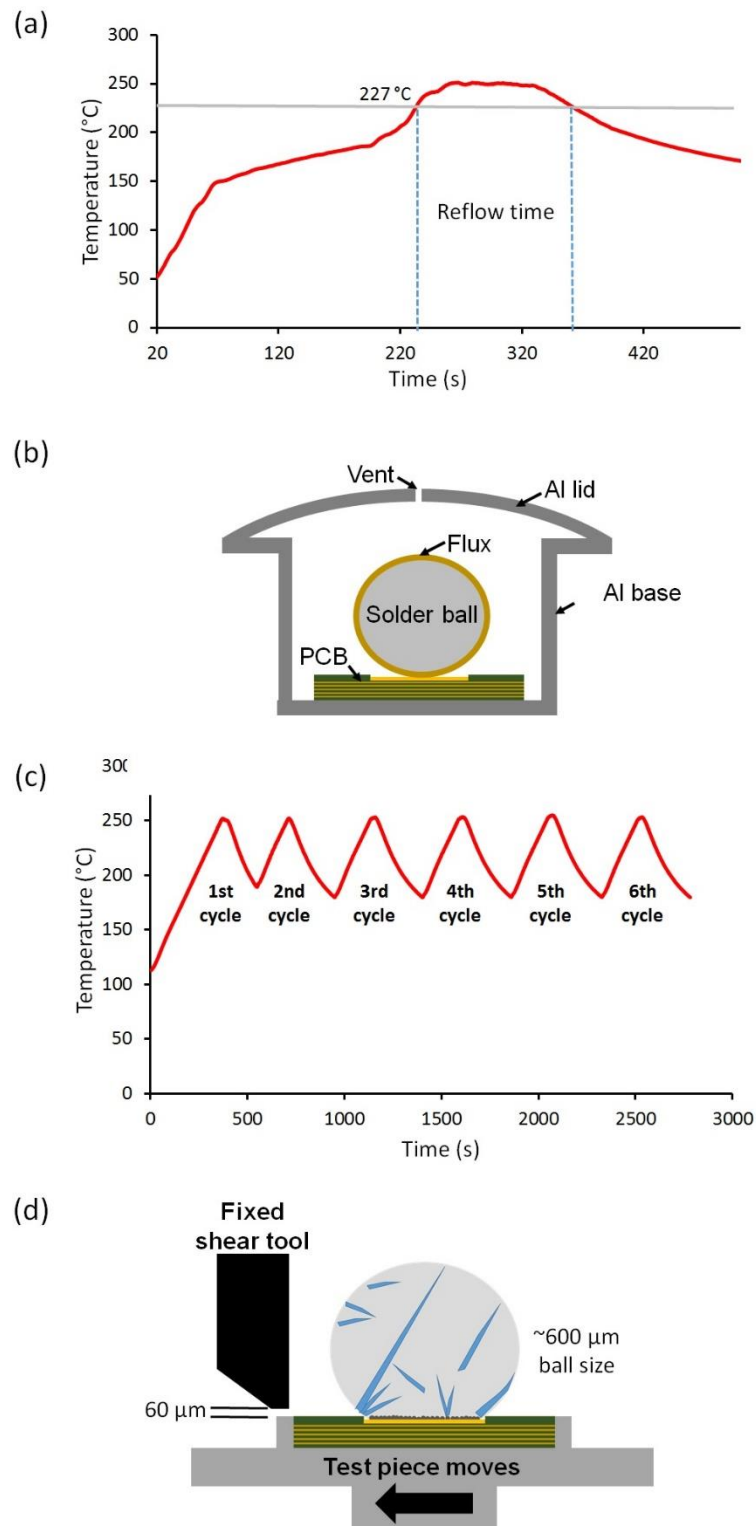 (a)
300
250
200
150
100
50
0
Temperature (°C)
227 °C
Reflow time
20
120
220
320
420
Time (s)
(b)
Vent
Al lid
Flux
Solder ball
Al base
PCB
(c)
300
250
200
150
100
50
0
Temperature (°C)
1st
cycle
2nd
cycle
3rd
cycle
4th
cycle
5th
cycle
6th
cycle
0
500
1000
1500
2000
2500
3000
Time (s)
(d)
Fixed
shear tool
~600 μm
ball size
60 μm
Test piece moves